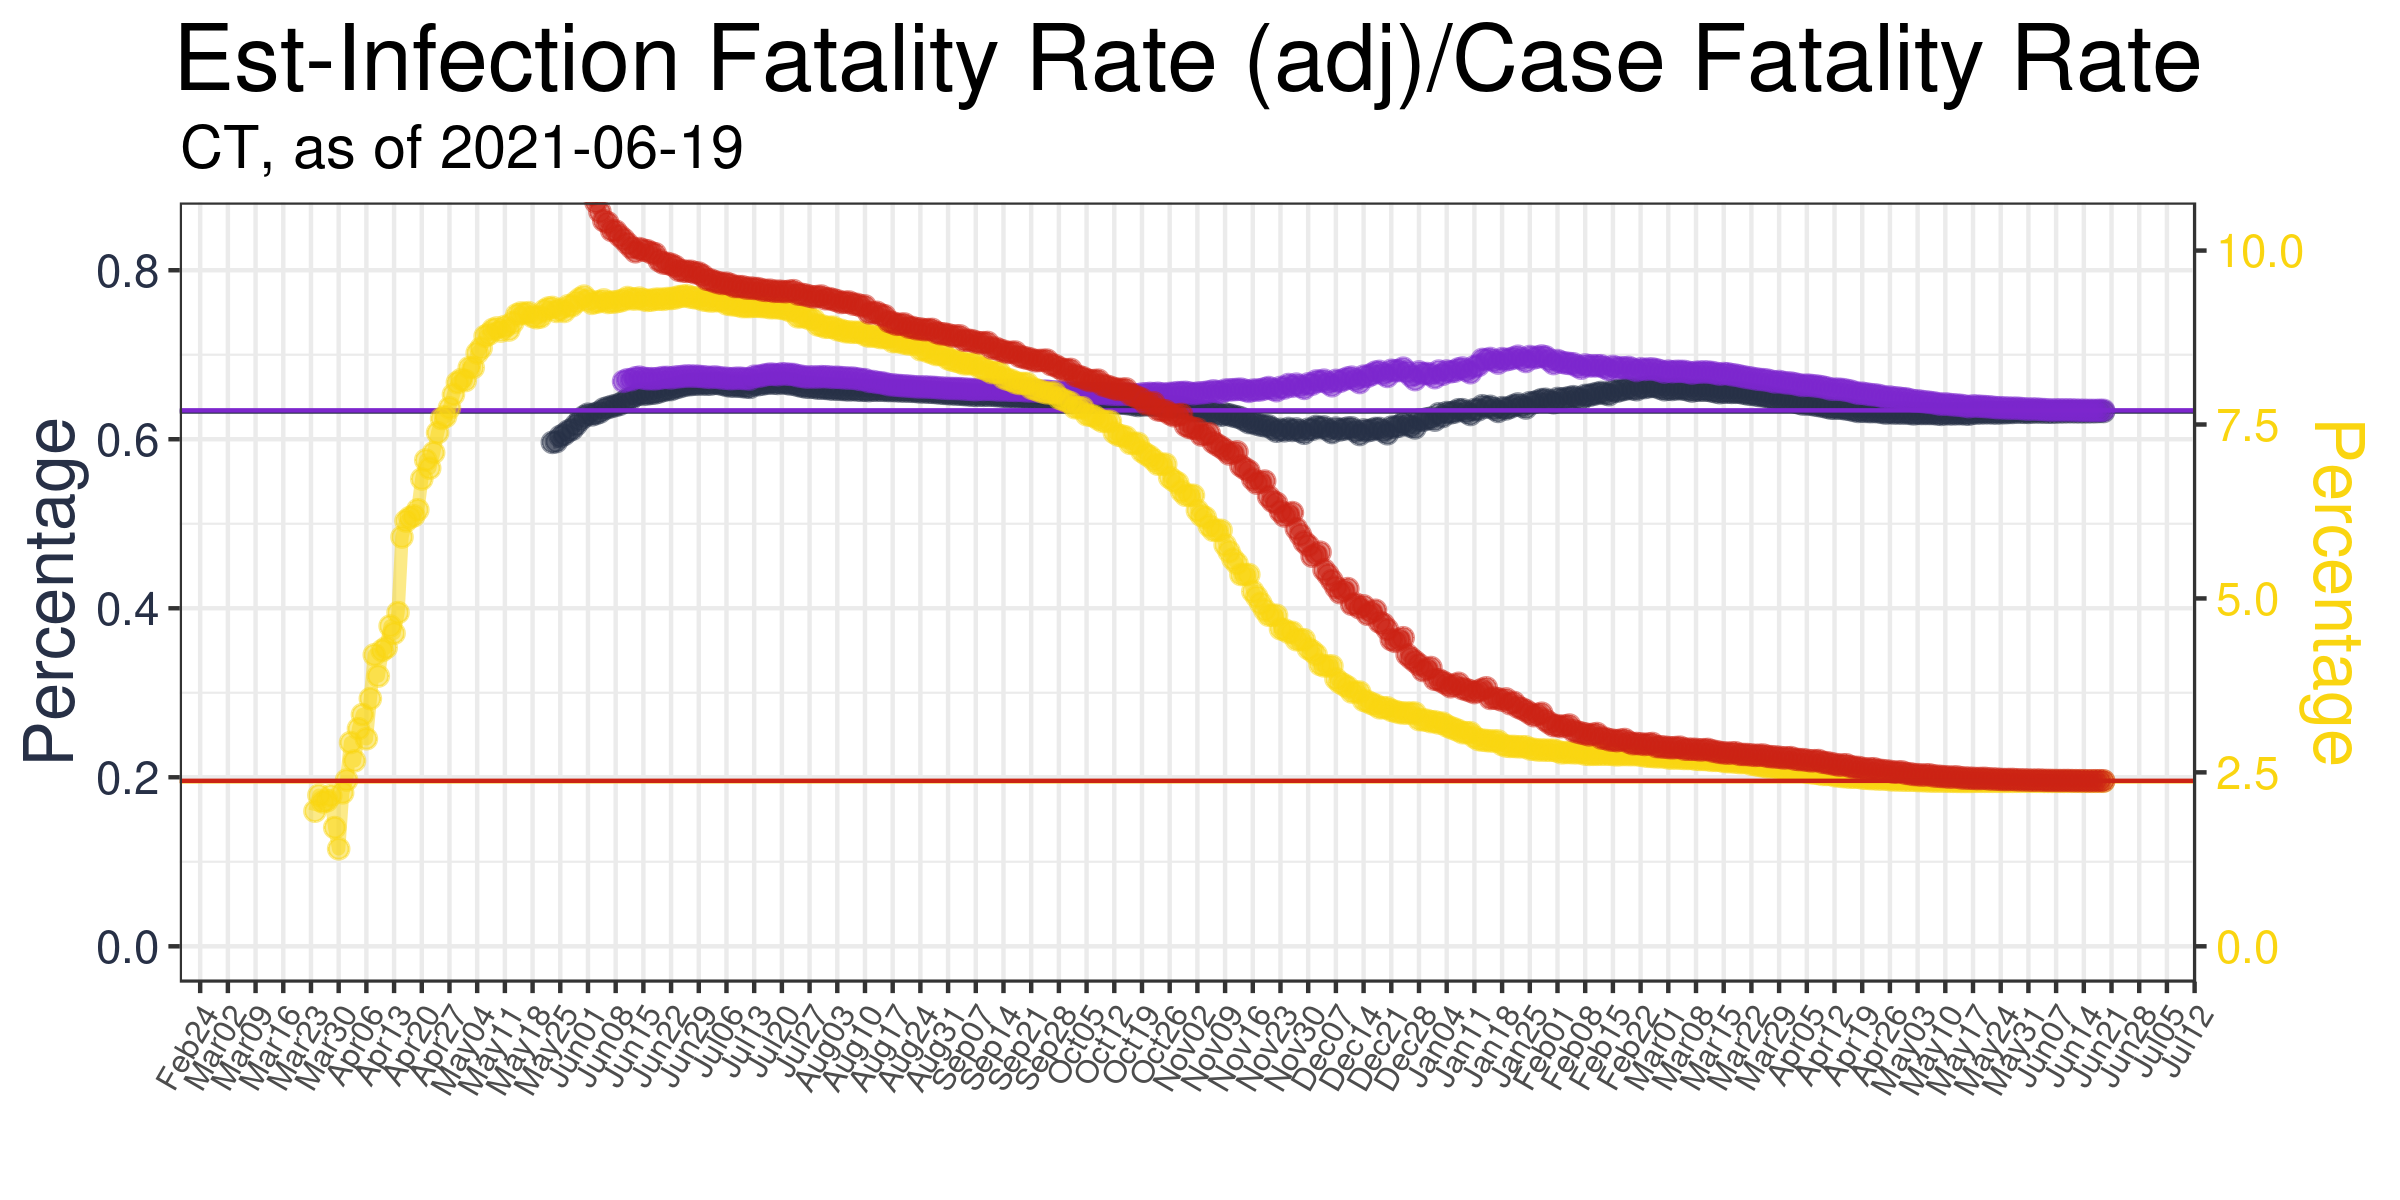 Est-Infection Fatality Rate (adj)/Case Fatality Rate
CT, as of 2021-06-19
Percentage
0.8
0.6
0.4
0.2
0.0
10.0
7.5
5.0
2.5
0.0
Percentage
Feb24
Mar02
Mar09
Mar16
Mar23
Mar30
Apr06
Apr13
Apr20
Apr27
May04
May11
May18
May25
Jun01
Jun08
Jun15
Jun22
Jun29
Jul06
Jul13
Jul20
Jul27
Aug03
Aug10
Aug17
Aug24
Aug31
Sep07
Sep14
Sep21
Sep28
Oct05
Oct12
Oct19
Oct26
Nov02
Nov09
Nov16
Nov23
Nov30
Dec07
Dec14
Dec21
Dec28
Jan04
Jan11
Jan18
Jan25
Feb01
Feb08
Feb15
Feb22
Mar01
Mar08
Mar15
Mar22
Mar29
Apr05
Apr12
Apr19
Apr26
May03
May10
May17
May24
May31
Jun07
Jun14
Jun21
Jun28
Jul05
Jul12